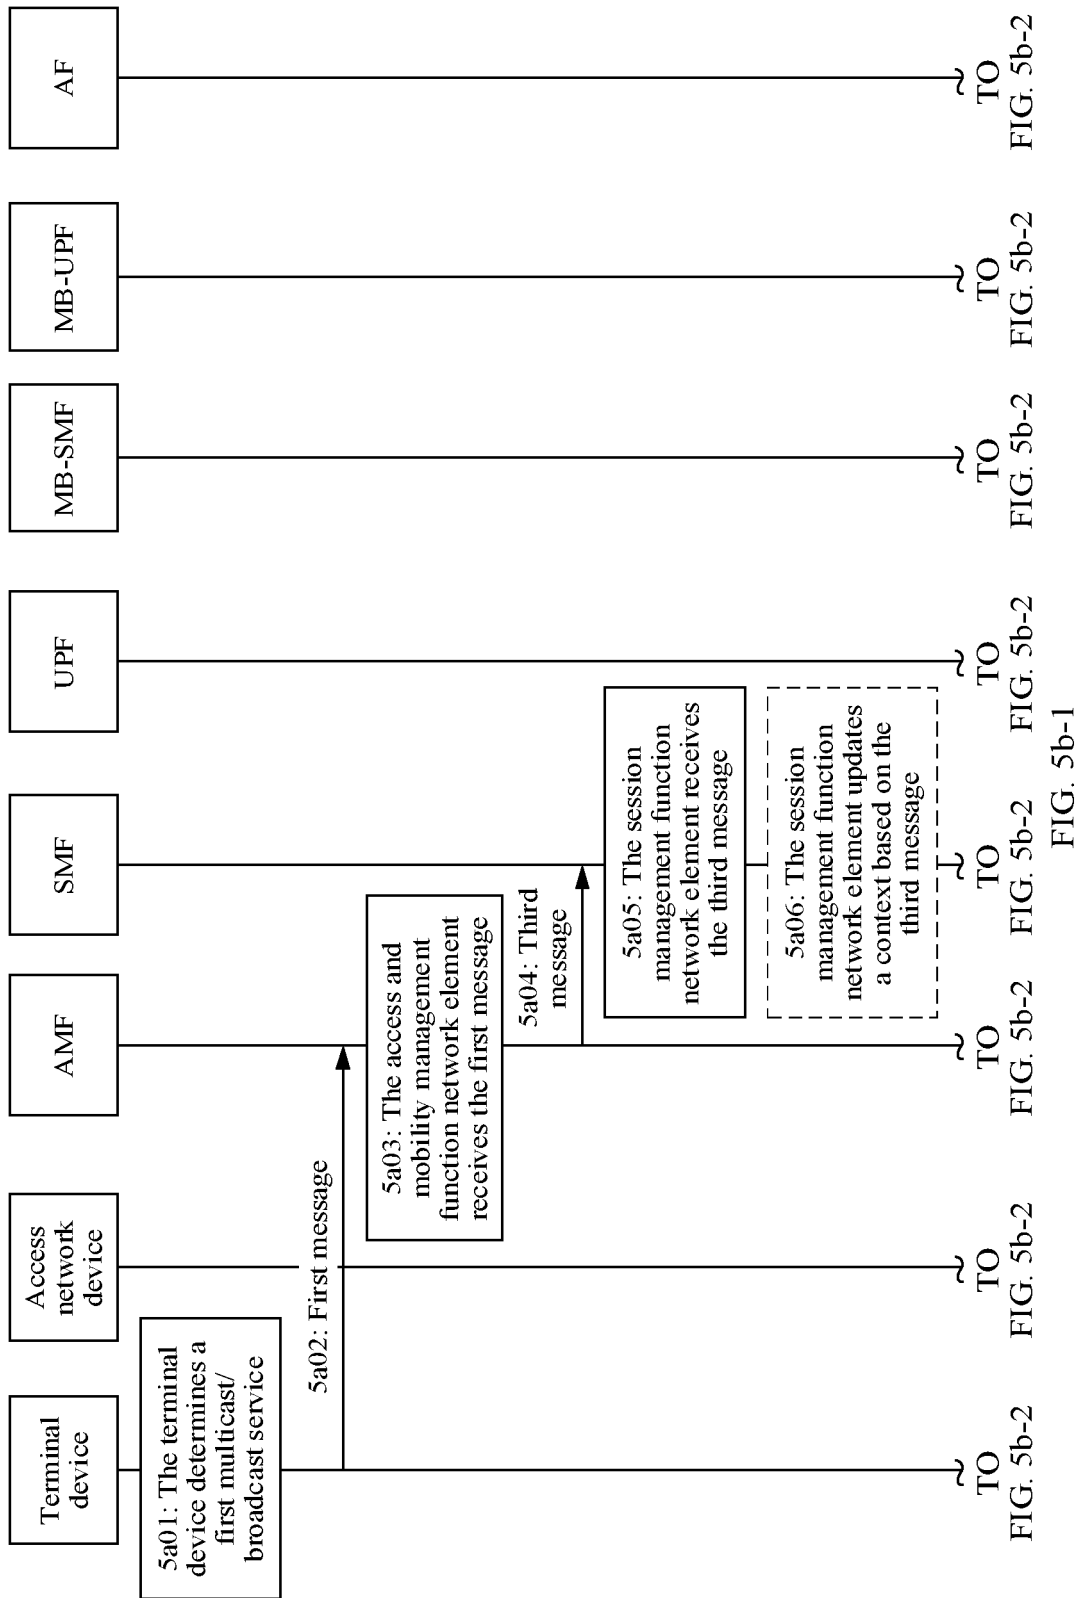 Terminal
device
Access
network
device
AMF
SMF
UPF
MB-SMF
MB-UPF
AF
5a01: The terminal
device determines a
first multicast/
broadcast service
5a02: First message
5a03: The access and
mobility management
function network element
receives the first message
5a04: Third
message
5a05: The session
management function
network element receives
the third message
5a06: The session
management function
network element updates
a context based on the
third message
TO
FIG. 5b-2
TO
FIG. 5b-2
TO
FIG. 5b-2
TO
FIG. 5b-2
TO
FIG. 5b-2
TO
FIG. 5b-2
TO
FIG. 5b-2
TO
FIG. 5b-2
FIG. 5b-1